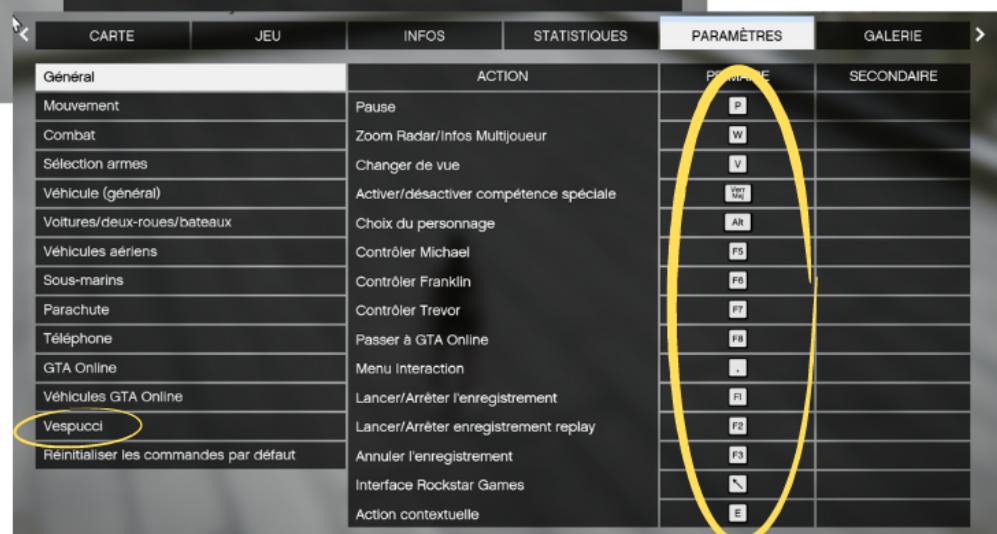 CARTE JEU INFOS STATISTIQUES PARAMÈTRES GALERIE
Général ACTION PRIMAIRE SECONDAIRE
Mouvement Pause P
Combat Zoom Radar/Infos Multijoueur W
Sélection armes Changer de vue V
Véhicule (général) Activer/désactiver compétence spéciale Verr Maj
Voitures/deux-roues/bateaux Choix du personnage Alt
Véhicules aériens Contrôler Michael F5
Sous-marins Contrôler Franklin F6
Parachute Contrôler Trevor F7
Téléphone Passer à GTA Online F8
GTA Online Menu Interaction ,
Véhicules GTA Online Lancer/Arrêter l'enregistrement F1
Vespucci Lancer/Arrêter enregistrement replay F2
Réinitialiser les commandes par défaut Annuler l'enregistrement F3
Interface Rockstar Games
Action contextuelle E